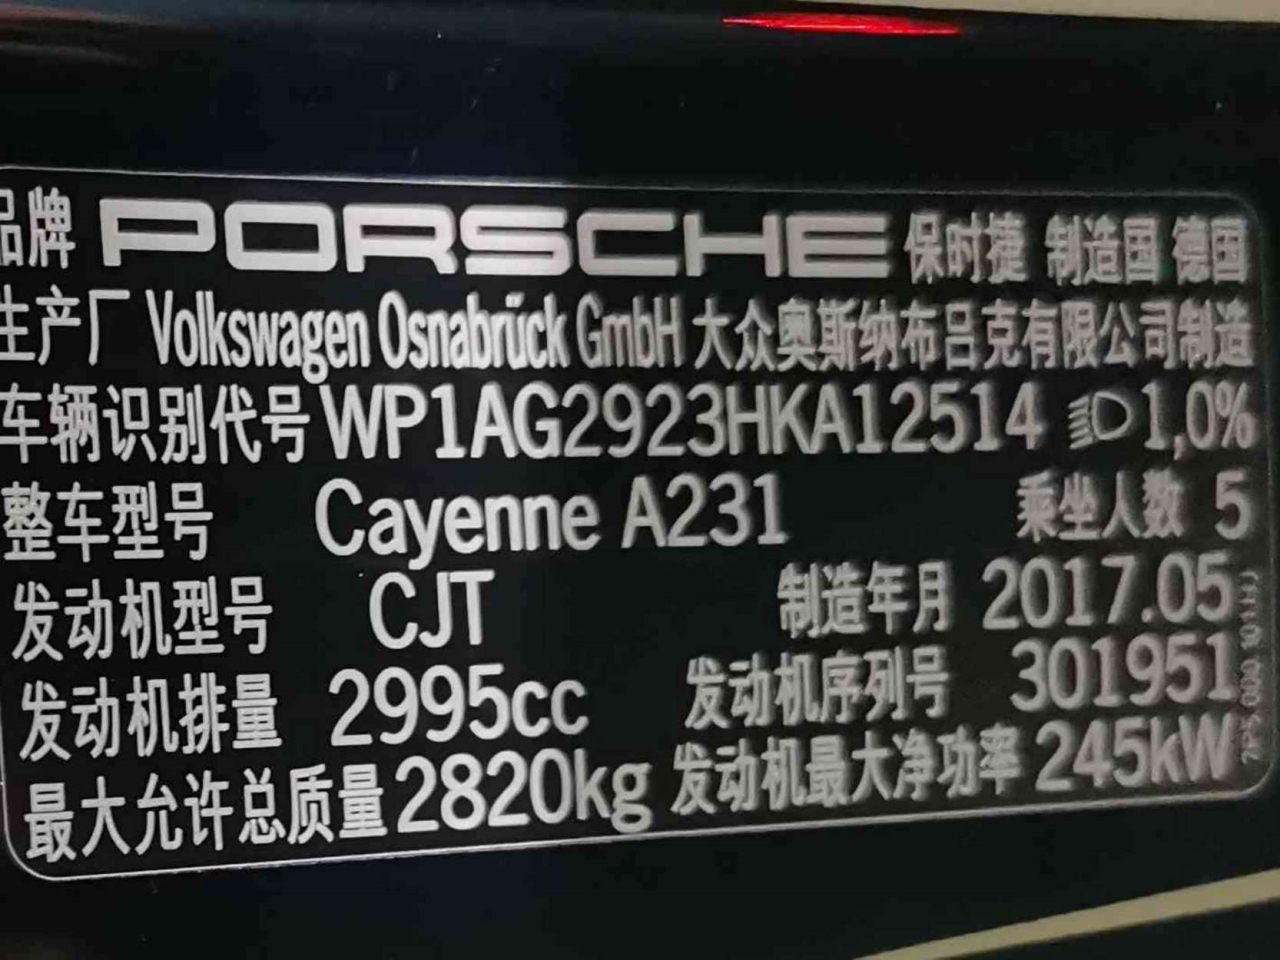 品牌 PORSCHE 保时捷 制造国 德国
生产厂 Volkswagen Osnabrück GmbH 大众奥斯纳布吕克有限公司制造
车辆识别代号 WP1AG2923HKA12514 1,0%
整车型号 Cayenne A231 乘坐人数 5
发动机型号 CJT 制造年月 2017.05
发动机排量 2995cc 发动机序列号 301951
最大允许总质量 2820kg 发动机最大净功率 245kW